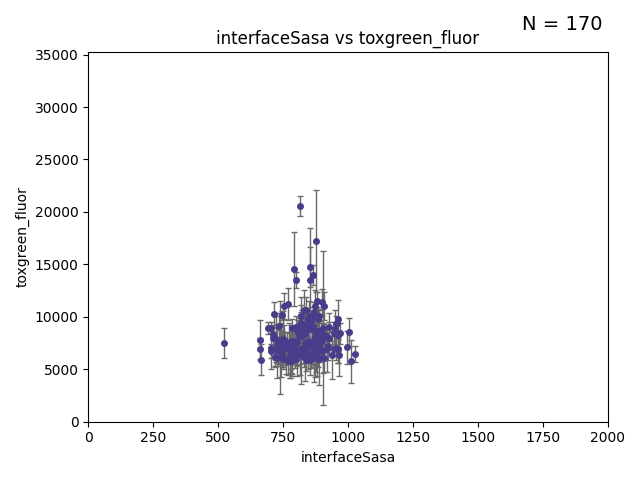 N = 170
interfaceSasa vs toxgreen_fluor
35000
30000
25000
20000
15000
10000
5000
0
toxgreen_fluor
0 250 500 750 1000 1250 1500 1750 2000
interfaceSasa